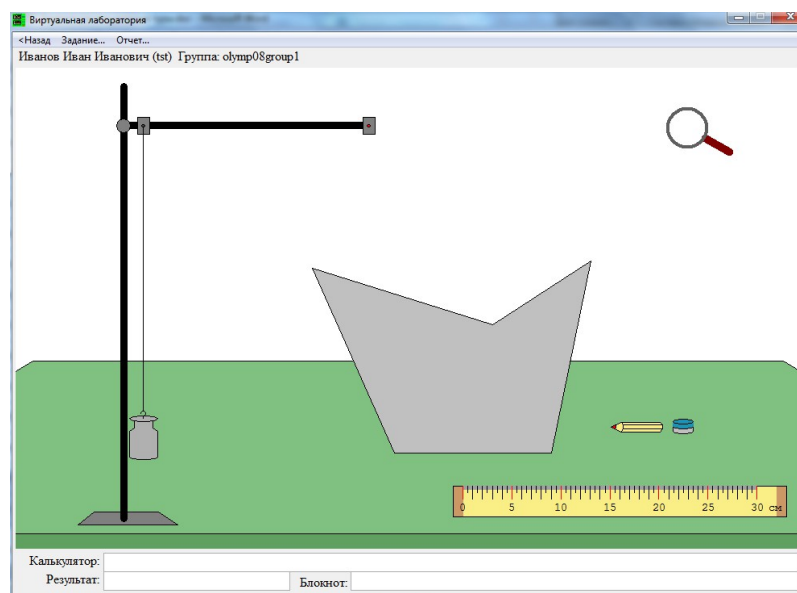 Виртуальная лаборатория
<Назад Задание... Отчет...
Иванов Иван Иванович (tst) Группа: olymp08group1
0 5 10 15 20 25 30 см
Калькулятор:
Результат: Блокнот: